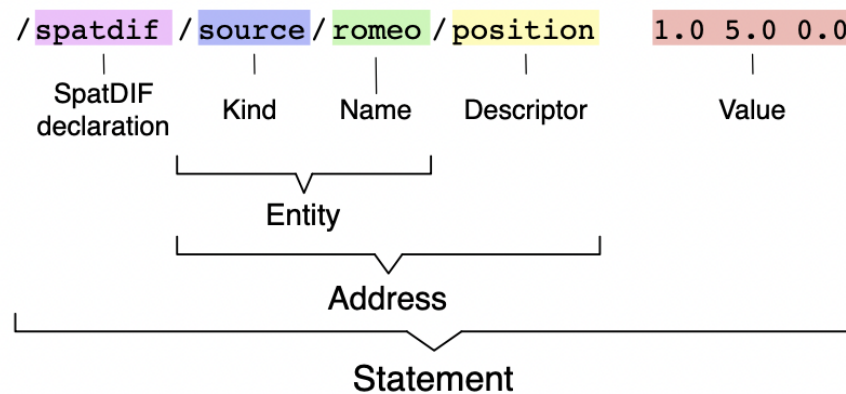 /spatdif /source/romeo/position 1.0 5.0 0.0
SpatDIF
declaration
Kind
Name
Descriptor
Value
Entity
Address
Statement